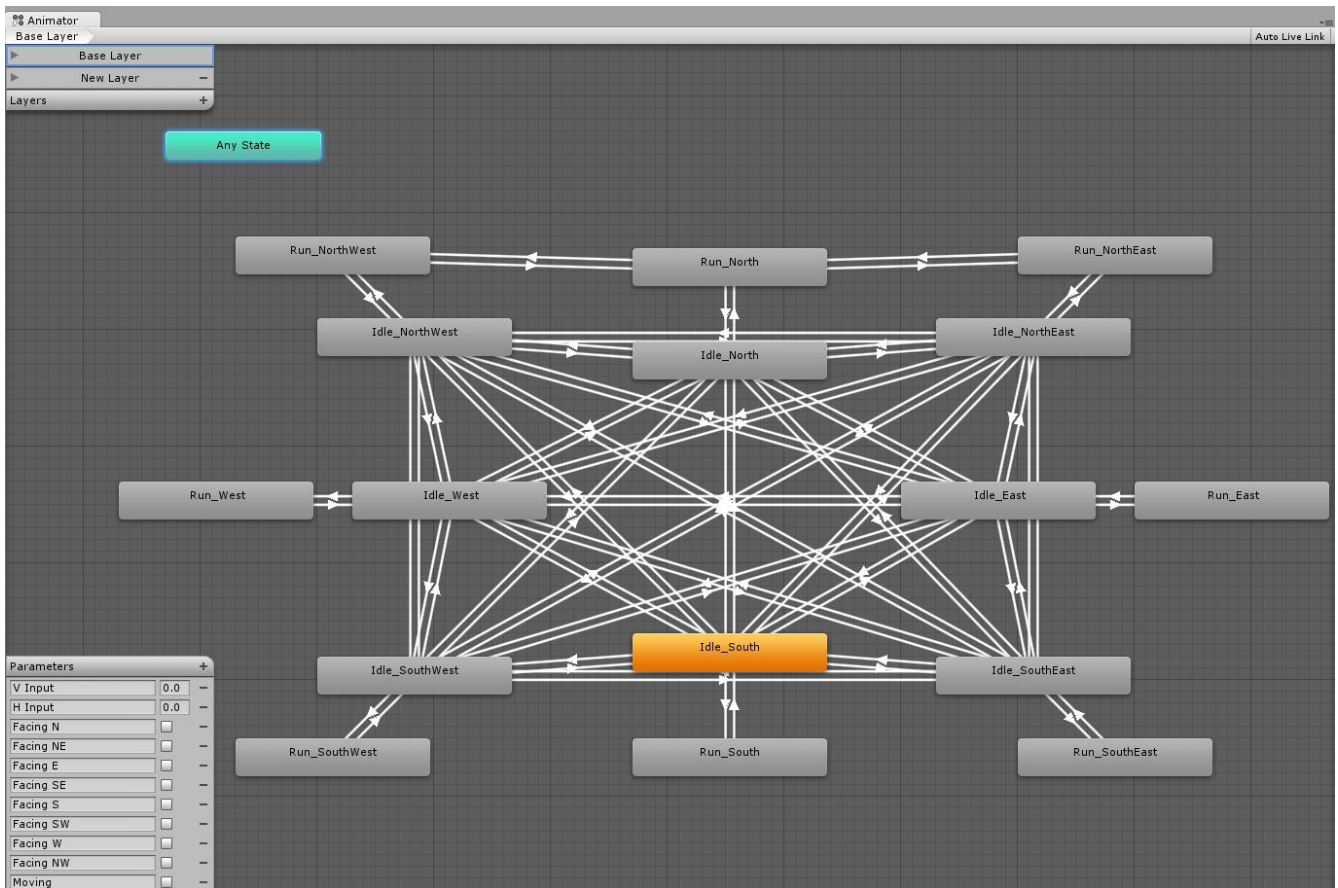 Animator
Base Layer
Auto Live Link
Base Layer
New Layer
Layers
Any State
Run_NorthWest
Run_North
Run_NorthEast
Idle_NorthWest
Idle_North
Idle_NorthEast
Run_West
Idle_West
Idle_East
Run_East
Idle_South
Idle_SouthWest
Idle_SouthEast
Run_SouthWest
Run_South
Run_SouthEast
Parameters
V Input 0.0
H Input 0.0
Facing N
Facing NE
Facing E
Facing SE
Facing S
Facing SW
Facing W
Facing NW
Moving